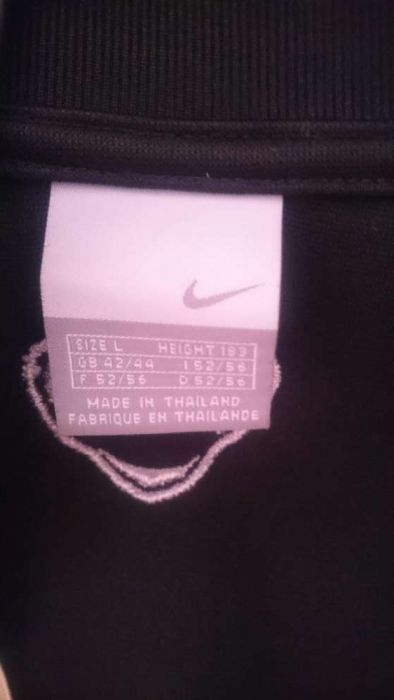 SIZE L HEIGHT 183
GB 42/44 I 52/56
F 52/56 D 52/56
MADE IN THAILAND
FABRIQUE EN THAILANDE